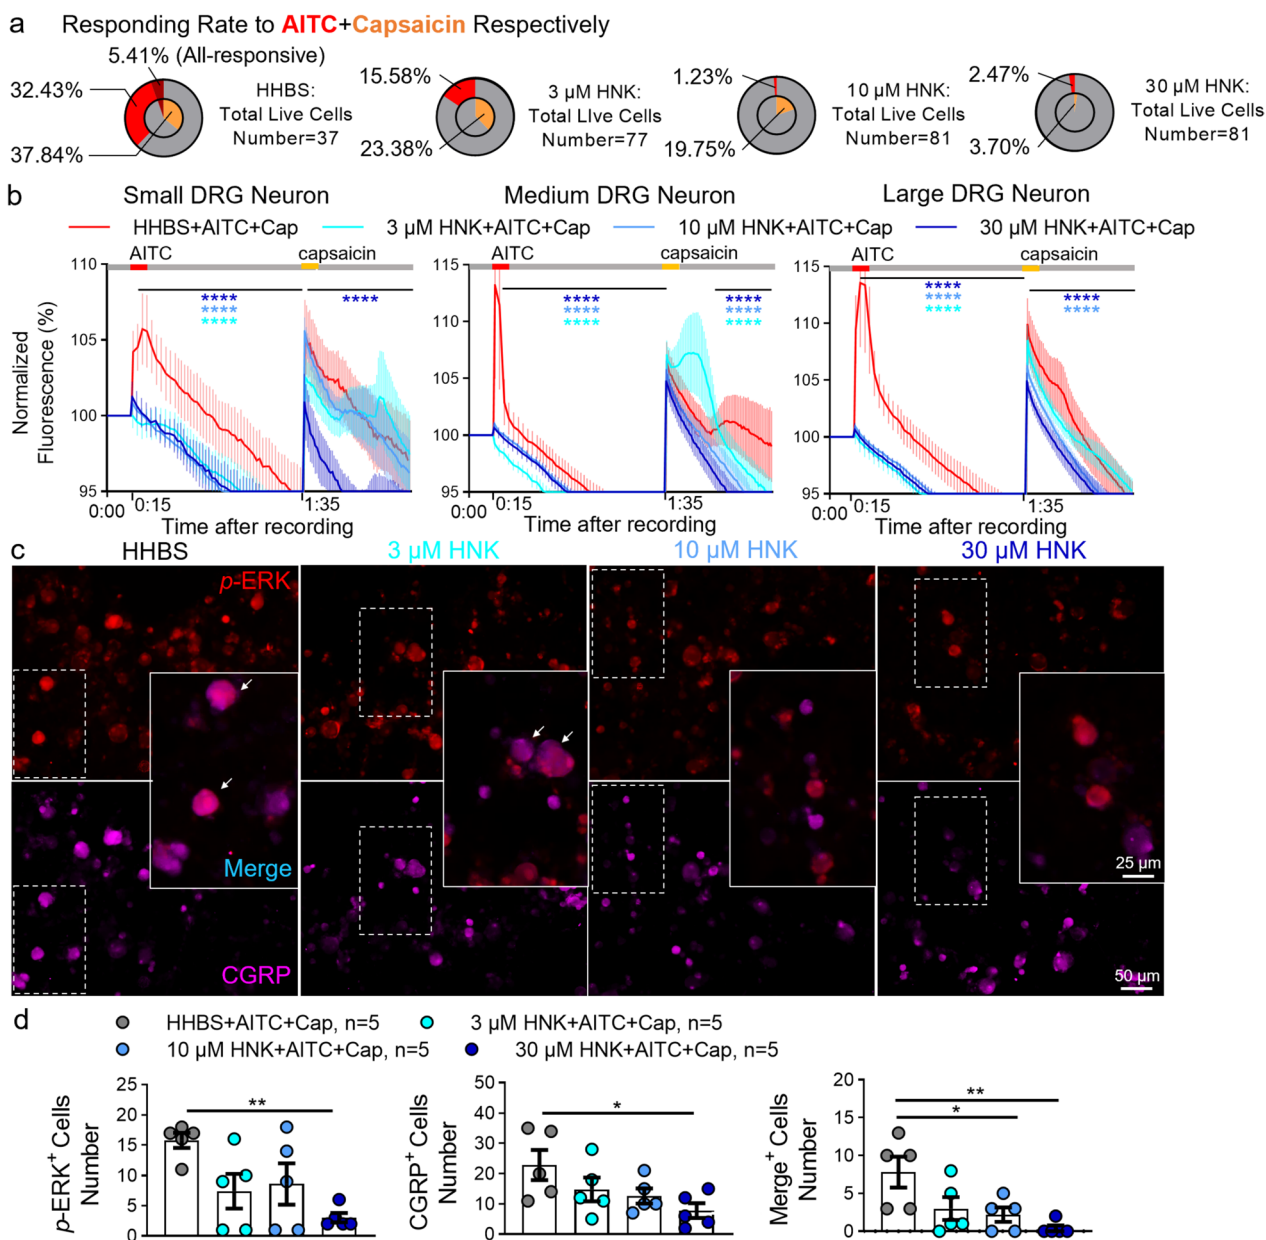 a Responding Rate to AITC+Capsaicin Respectively
5.41% (All-responsive)
32.43%
37.84%
HHBS:
Total Live Cells
Number=37
15.58%
23.38%
3 µM HNK:
Total LIve Cells
Number=77
1.23%
19.75%
10 µM HNK:
Total Live Cells
Number=81
2.47%
3.70%
30 µM HNK:
Total Live Cells
Number=81
b
Small DRG Neuron Medium DRG Neuron Large DRG Neuron
HHBS+AITC+Cap 3 µM HNK+AITC+Cap 10 µM HNK+AITC+Cap 30 µM HNK+AITC+Cap
Normalized
Fluorescence (%)
AITC capsaicin
110
105
100
95
**** ****
****
****
0:00 0:15 1:35
Time after recording
AITC capsaicin
115
110
105
100
95
**** ****
**** ****
**** ****
0:00 0:15 1:35
Time after recording
AITC capsaicin
115
110
105
100
95
**** ****
**** ****
****
0:00 0:15 1:35
Time after recording
c HHBS 3 µM HNK 10 µM HNK 30 µM HNK
p-ERK
Merge
25 µm
CGRP
50 µm
d
HHBS+AITC+Cap, n=5 3 µM HNK+AITC+Cap, n=5
10 µM HNK+AITC+Cap, n=5 30 µM HNK+AITC+Cap, n=5
p-ERK+ Cells
Number
25
20
15
10
5
0
**
CGRP+ Cells
Number
50
40
30
20
10
0
*
Merge+ Cells
Number
20
15
10
5
0
**
*